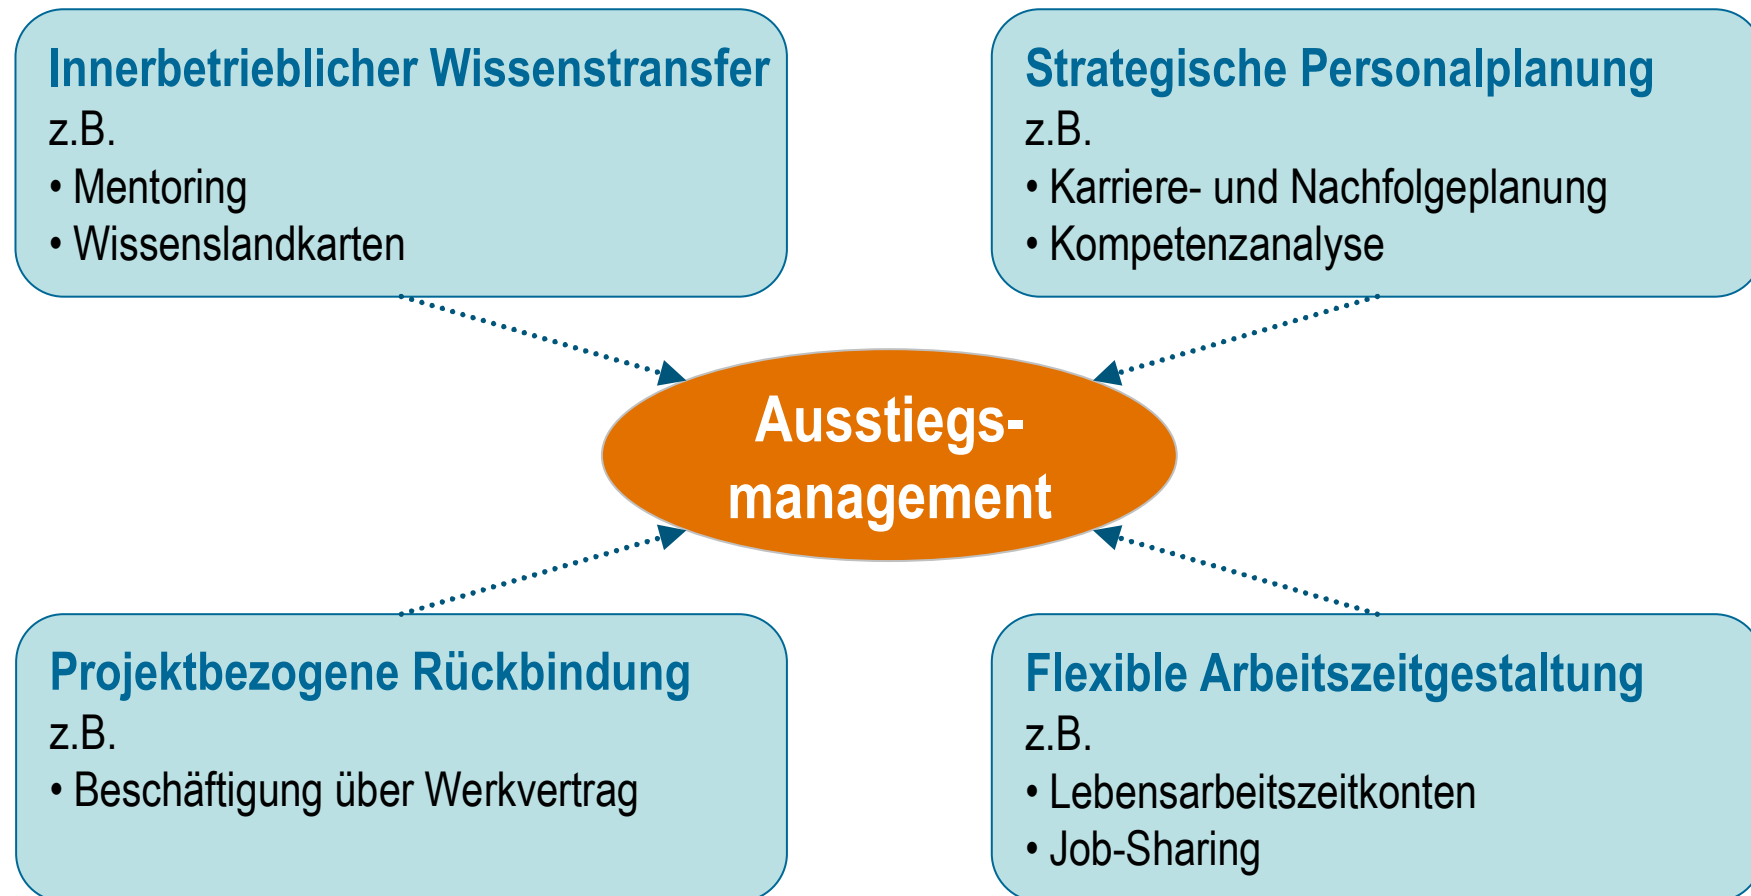 Innerbetrieblicher Wissenstransfer
z.B.
• Mentoring
• Wissenslandkarten
Strategische Personalplanung
z.B.
• Karriere- und Nachfolgeplanung
• Kompetenzanalyse
Ausstiegs-
management
Projektbezogene Rückbindung
z.B.
• Beschäftigung über Werkvertrag
Flexible Arbeitszeitgestaltung
z.B.
• Lebensarbeitszeitkonten
• Job-Sharing